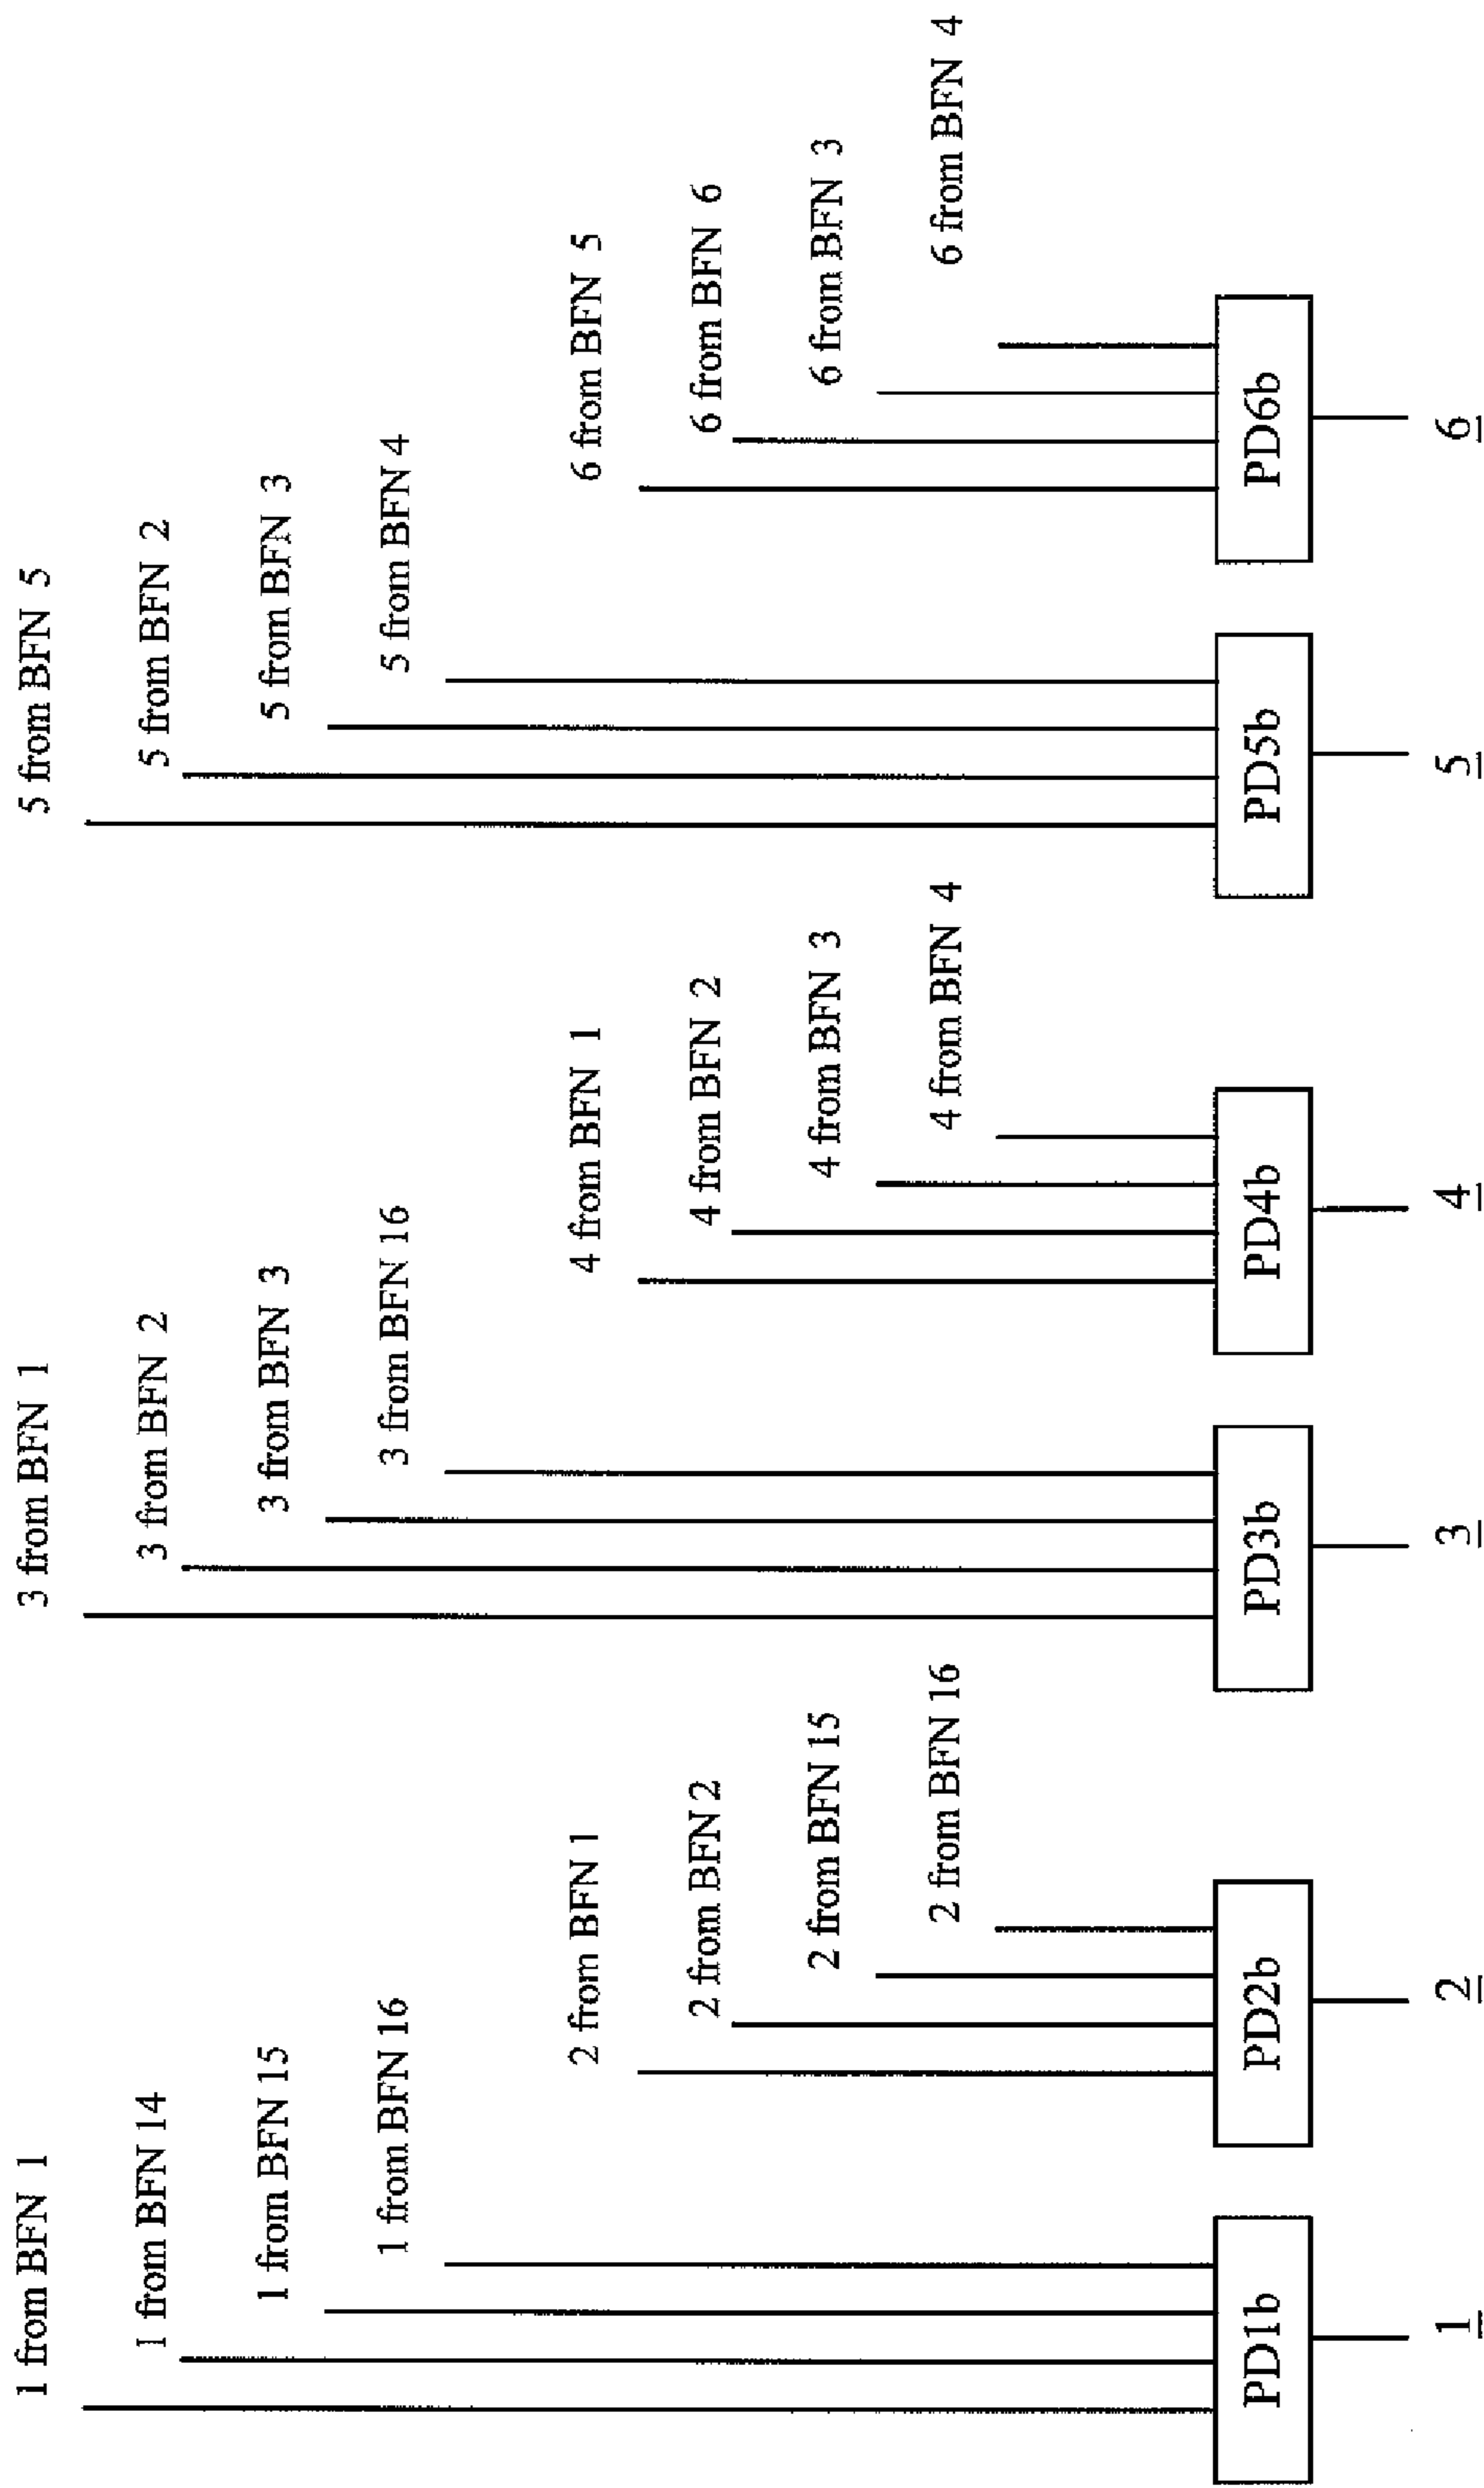 1 from BFN 1
1 from BFN 14
1 from BFN 15
1 from BFN 16
2 from BFN 1
2 from BFN 2
2 from BFN 15
2 from BFN 16
3 from BFN 1
3 from BFN 2
3 from BFN 3
3 from BFN 16
4 from BFN 1
4 from BFN 2
4 from BFN 3
4 from BFN 4
5 from BFN 5
5 from BFN 2
5 from BFN 3
5 from BFN 4
6 from BFN 5
6 from BFN 6
6 from BFN 3
6 from BFN 4
PD1b
PD2b
PD3b
PD4b
PD5b
PD6b
1
2
3
4
5
6